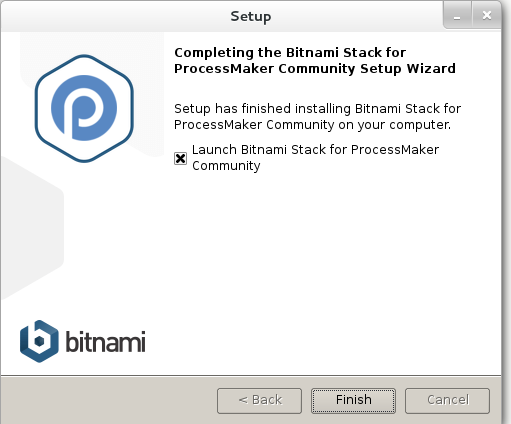 Setup
Completing the Bitnami Stack for
ProcessMaker Community Setup Wizard
Setup has finished installing Bitnami Stack for
ProcessMaker Community on your computer.
Launch Bitnami Stack for ProcessMaker
Community
bitnami
< Back
Finish
Cancel